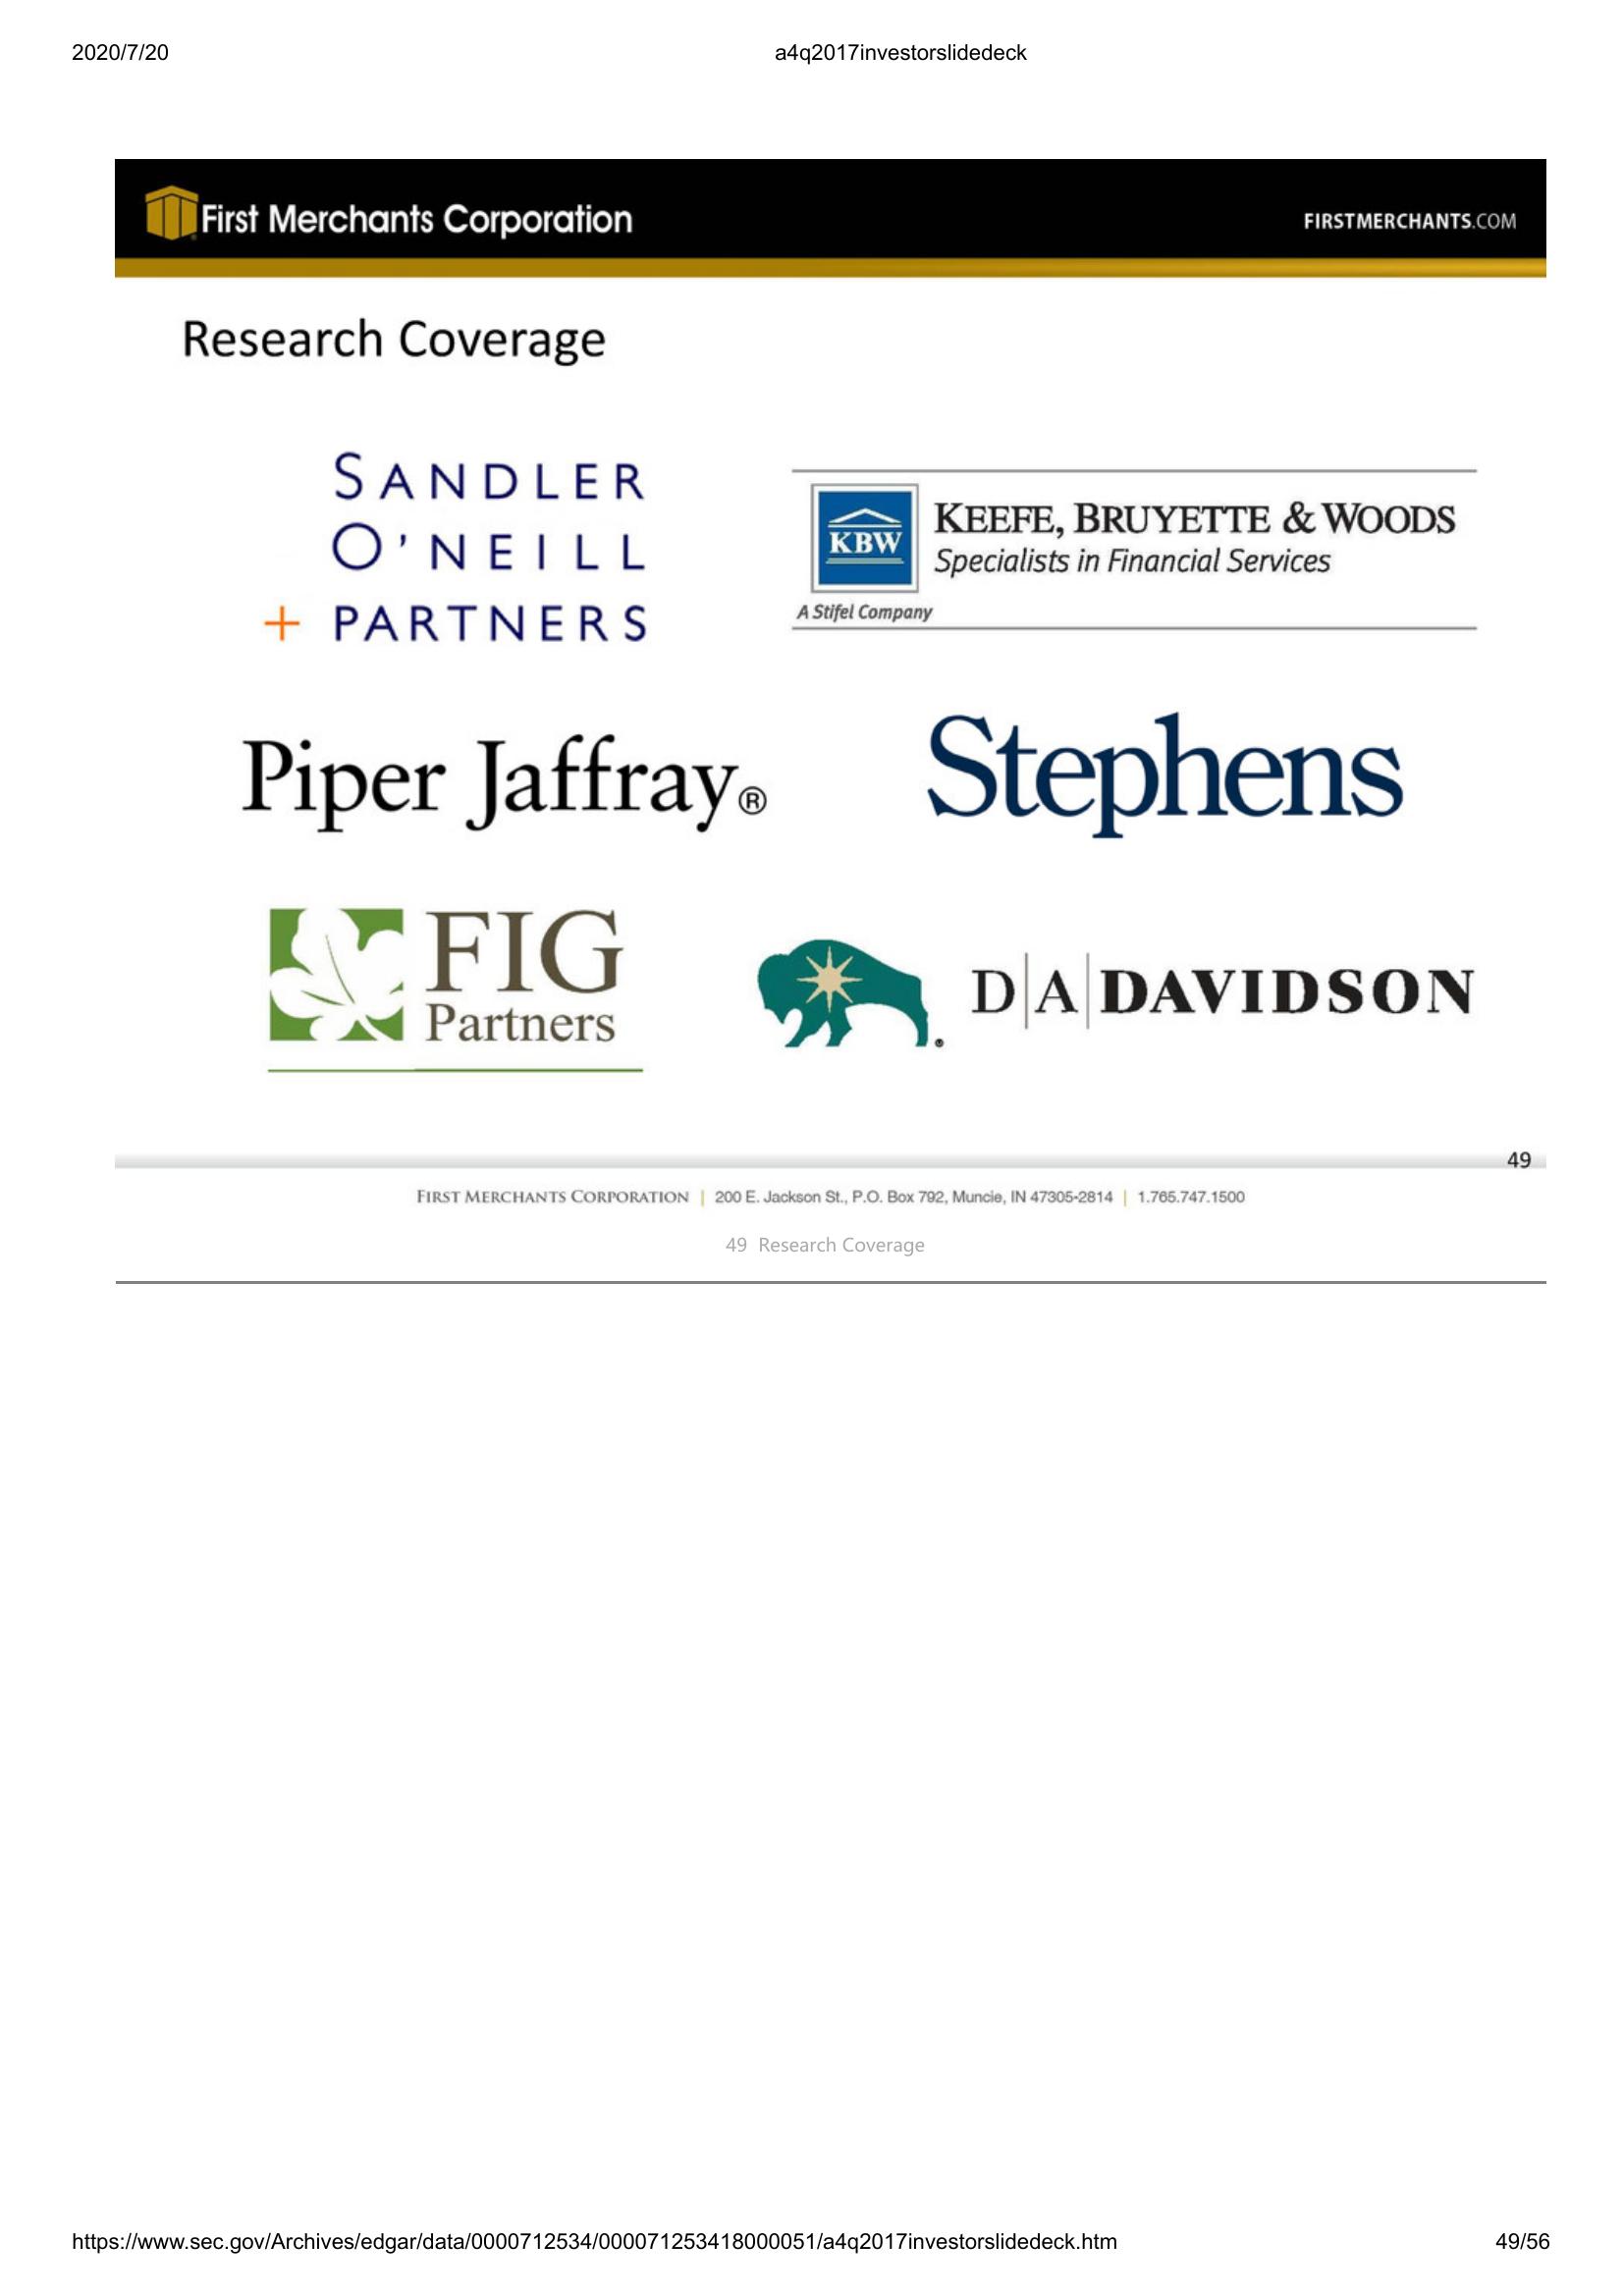 2020/7/20 a4q2017investorslidedeck
First Merchants Corporation FIRSTMERCHANTS.COM
Research Coverage
SANDLER
O'NEILL
+ PARTNERS
KBW
KEEFE, BRUYETTE & WOODS
Specialists in Financial Services
A Stifel Company
Piper Jaffray®
Stephens
FIG
Partners
D|A|DAVIDSON
49
FIRST MERCHANTS CORPORATION | 200 E. Jackson St., P.O. Box 792, Muncie, IN 47305-2814 | 1.765.747.1500
49 Research Coverage
https://www.sec.gov/Archives/edgar/data/0000712534/000071253418000051/a4q2017investorslidedeck.htm 49/56